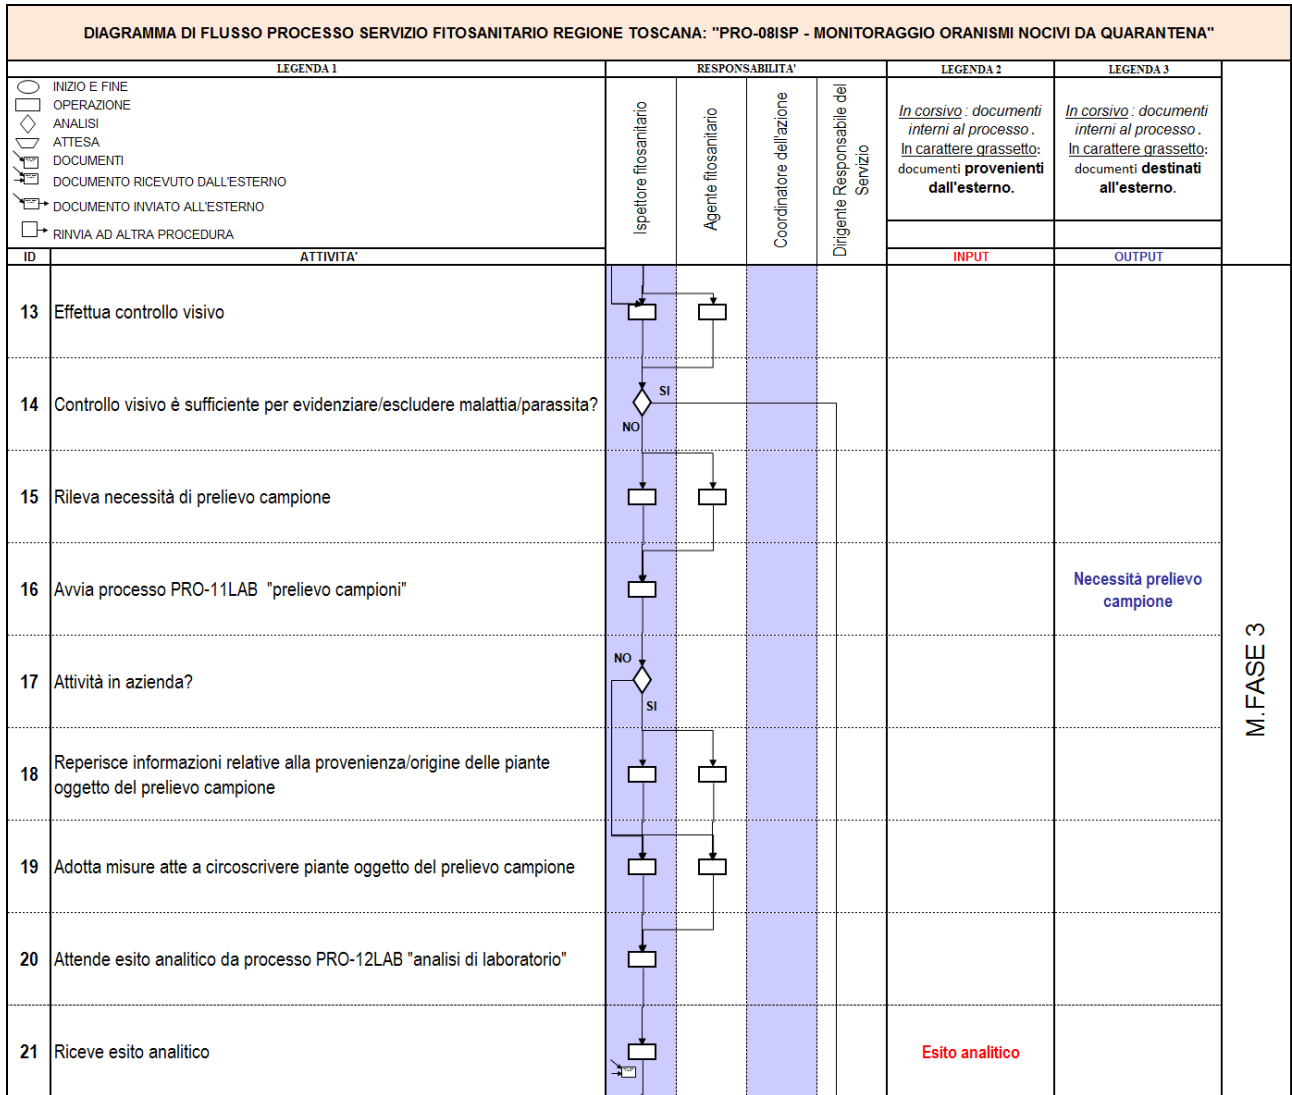 DIAGRAMMA DI FLUSSO PROCESSO SERVIZIO FITOSANITARIO REGIONE TOSCANA: "PRO-08ISP - MONITORAGGIO ORANISMI NOCIVI DA QUARANTENA"
LEGENDA 1
INIZIO E FINE
OPERAZIONE
ANALISI
ATTESA
DOCUMENTI
DOCUMENTO RICEVUTO DALL'ESTERNO
DOCUMENTO INVIATO ALL'ESTERNO
RINVIA AD ALTRA PROCEDURA
RESPONSABILITA'
Ispettore fitosanitario
Agente fitosanitario
Coordinatore dell'azione
Dirigente Responsabile del
Servizio
LEGENDA 2
In corsivo : documenti
interni al processo .
In carattere grassetto:
documenti provenienti
dall'esterno.
LEGENDA 3
In corsivo : documenti
interni al processo .
In carattere grassetto:
documenti destinati
all'esterno.
ID
ATTIVITA'
INPUT
OUTPUT
13 Effettua controllo visivo
14 Controllo visivo è sufficiente per evidenziare/escludere malattia/parassita?
SI
NO
15 Rileva necessità di prelievo campione
16 Avvia processo PRO-11LAB "prelievo campioni"
Necessità prelievo
campione
17 Attività in azienda?
NO
SI
18 Reperisce informazioni relative alla provenienza/origine delle piante
oggetto del prelievo campione
19 Adotta misure atte a circoscrivere piante oggetto del prelievo campione
20 Attende esito analitico da processo PRO-12LAB "analisi di laboratorio"
21 Riceve esito analitico
Esito analitico
M.FASE 3